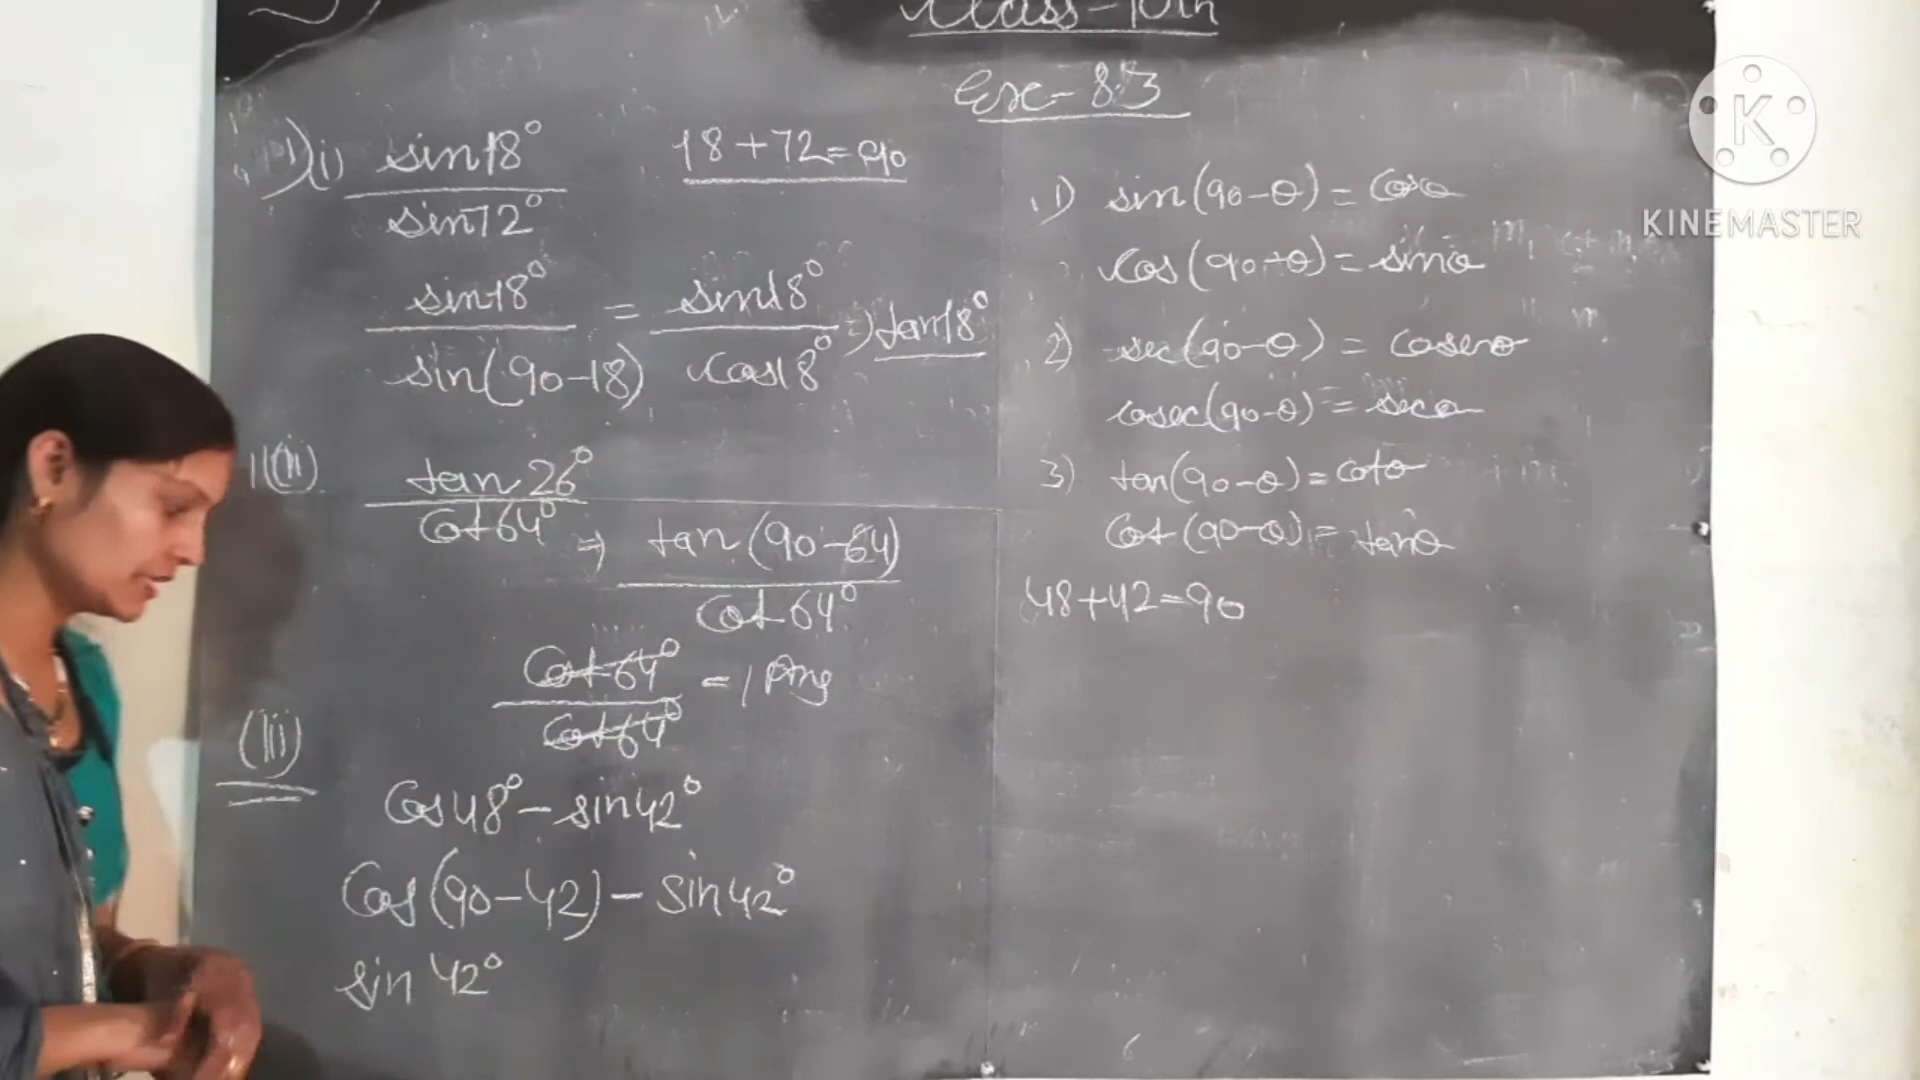 Class-10th
Exe-8.3
1)(i) sin18°/sin72° 18+72=90
sin18°/sin(90-18) = sin18°/cos18° => tan18°
1(ii) tan26°/cot64° => tan(90-64)/cot64°
cot64°/cot64° = 1 Ans
(iii)
Cos48°-sin42°
Cos(90-42)-sin42°
sin42°
1) sin(90-θ)=cosθ
cos(90-θ)=sinθ
2) sec(90-θ)=cosecθ
cosec(90-θ)=secθ
3) tan(90-θ)=cotθ
cot(90-θ)=tanθ
48+42=90
K
KINEMASTER